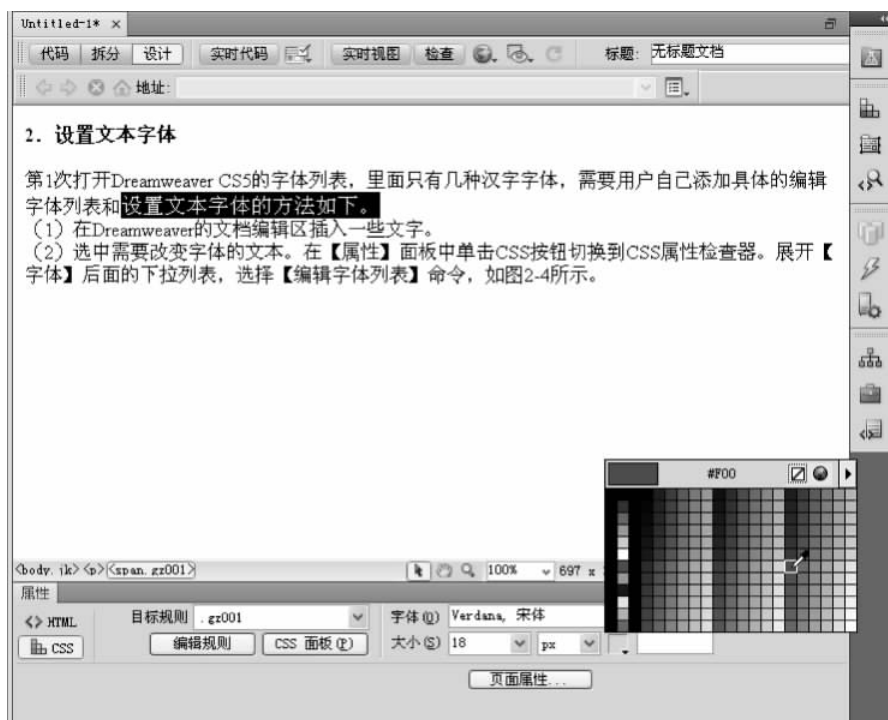 Untitled-1* ×
代码 拆分 设计 实时代码 实时视图 检查 标题: 无标题文档
地址:
2. 设置文本字体
第1次打开Dreamweaver CS5的字体列表，里面只有几种汉字字体，需要用户自己添加具体的编辑
字体列表和设置文本字体的方法如下。
（1）在Dreamweaver的文档编辑区插入一些文字。
（2）选中需要改变字体的文本。在【属性】面板中单击CSS按钮切换到CSS属性检查器。展开【
字体】后面的下拉列表，选择【编辑字体列表】命令，如图2-4所示。
#F00
<body.jk> <p> <span.gz001> 100% 697 x
属性
<> HTML 目标规则 .gz001 字体(O) Verdana, 宋体
CSS 编辑规则 CSS 面板(P) 大小(S) 18 px
页面属性...